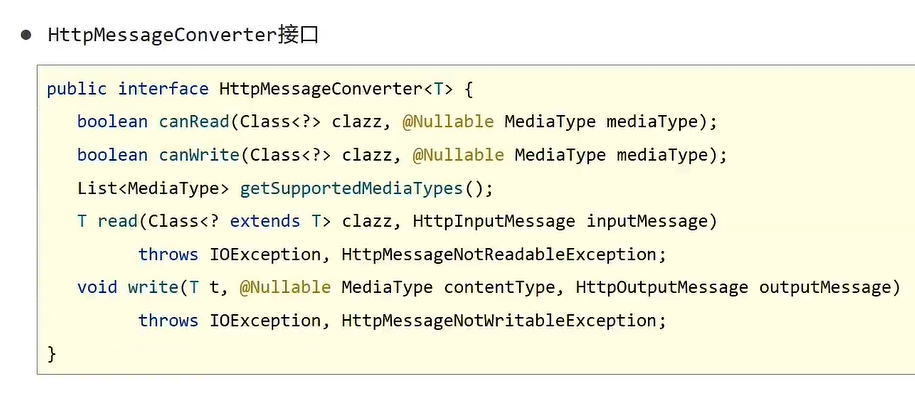 ● HttpMessageConverter接口
public interface HttpMessageConverter<T> {
boolean canRead(Class<?> clazz, @Nullable MediaType mediaType);
boolean canWrite(Class<?> clazz, @Nullable MediaType mediaType);
List<MediaType> getSupportedMediaTypes();
T read(Class<? extends T> clazz, HttpInputMessage inputMessage)
throws IOException, HttpMessageNotReadableException;
void write(T t, @Nullable MediaType contentType, HttpOutputMessage outputMessage)
throws IOException, HttpMessageNotWritableException;
}